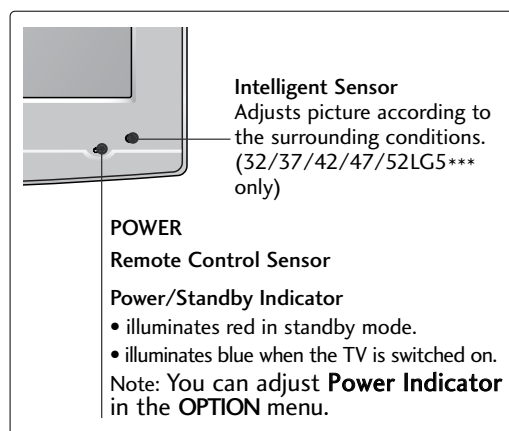 Intelligent Sensor
Adjusts picture according to
the surrounding conditions.
(32/37/42/47/52LG5***
only)
POWER
Remote Control Sensor
Power/Standby Indicator
• illuminates red in standby mode.
• illuminates blue when the TV is switched on.
Note: You can adjust Power Indicator
in the OPTION menu.